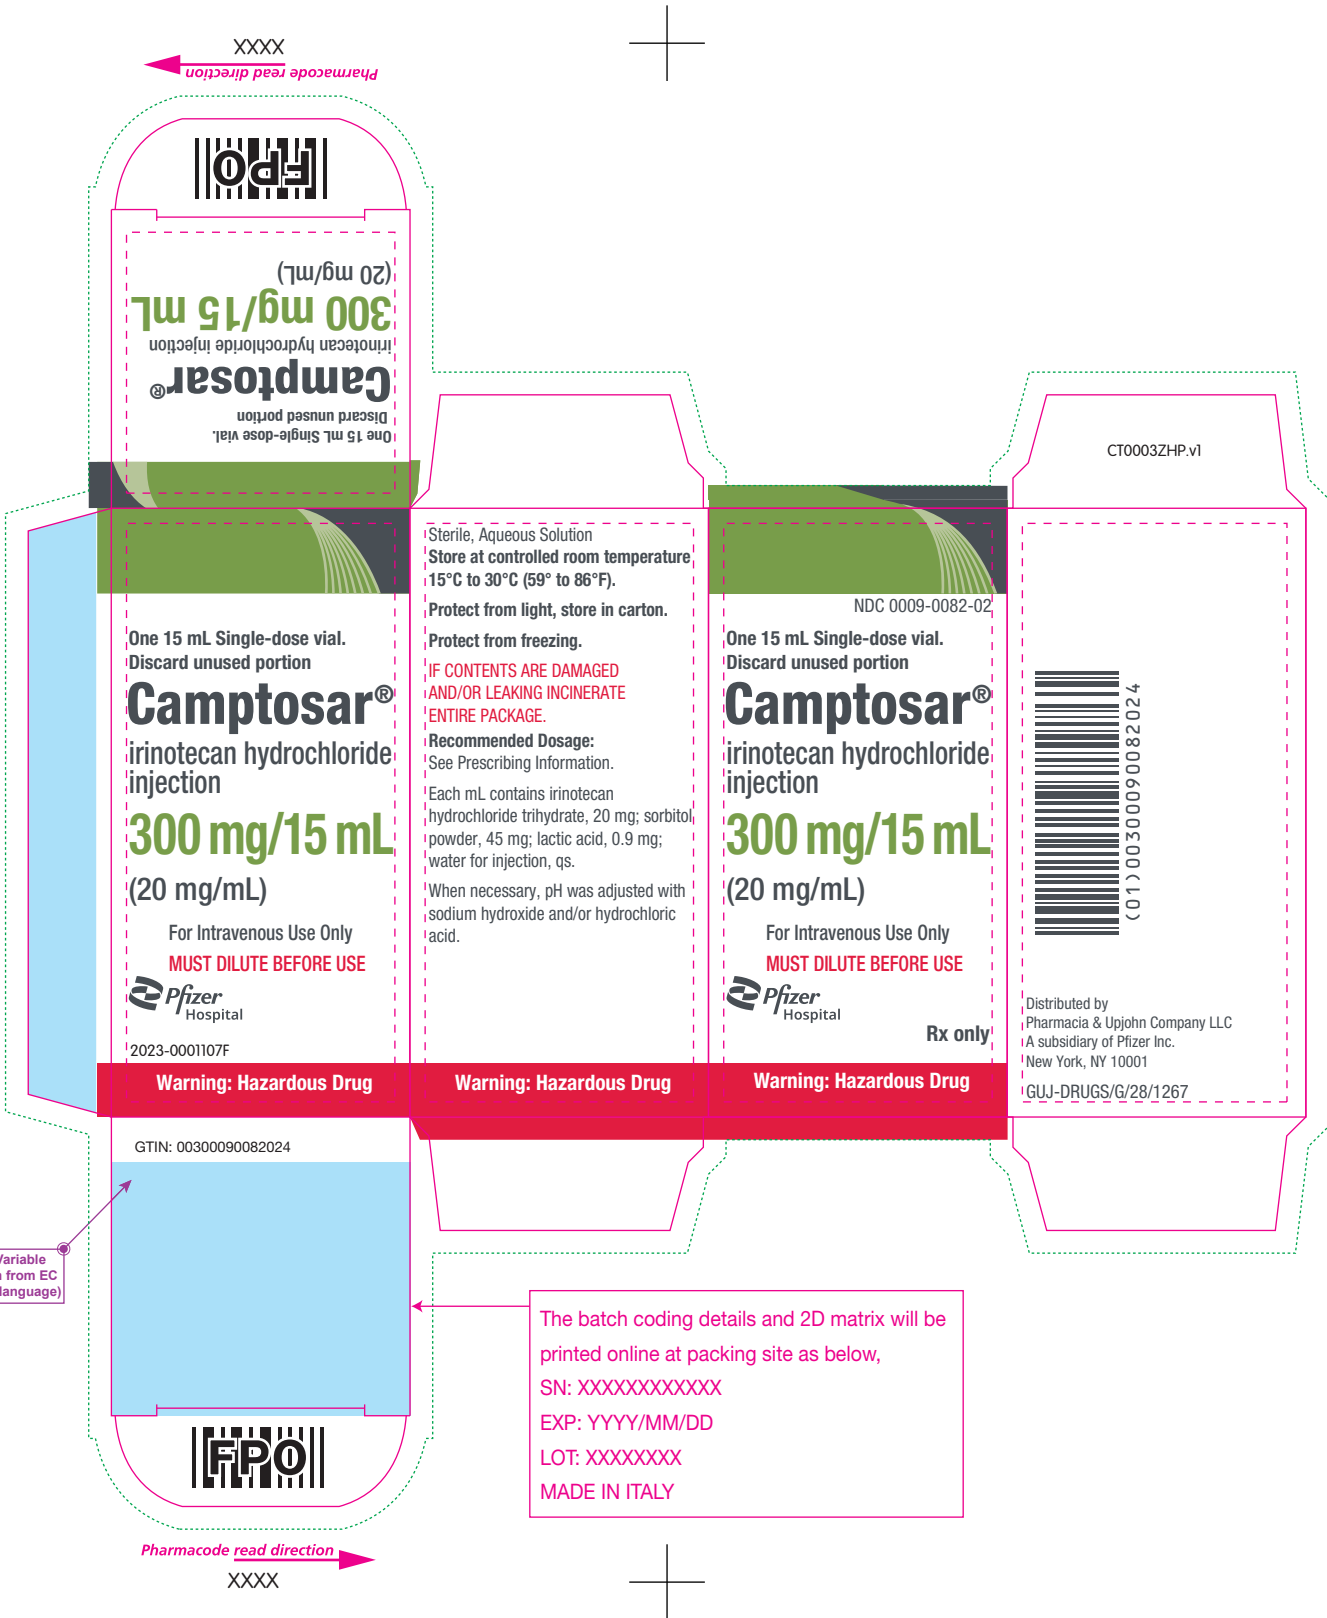 XXXX
Pharmacode read direction
FPO
One 15 mL Single-dose vial.
Discard unused portion
Camptosar®
irinotecan hydrochloride injection
300 mg/15 mL
(20 mg/mL)
One 15 mL Single-dose vial.
Discard unused portion
Camptosar®
irinotecan hydrochloride
injection
300 mg/15 mL
(20 mg/mL)
For Intravenous Use Only
MUST DILUTE BEFORE USE
Pfizer
Hospital
2023-0001107F
Warning: Hazardous Drug
Sterile, Aqueous Solution
Store at controlled room temperature
15°C to 30°C (59° to 86°F).
Protect from light, store in carton.
Protect from freezing.
IF CONTENTS ARE DAMAGED
AND/OR LEAKING INCINERATE
ENTIRE PACKAGE.
Recommended Dosage:
See Prescribing Information.
Each mL contains irinotecan
hydrochloride trihydrate, 20 mg; sorbitol
powder, 45 mg; lactic acid, 0.9 mg;
water for injection, qs.
When necessary, pH was adjusted with
sodium hydroxide and/or hydrochloric
acid.
Warning: Hazardous Drug
NDC 0009-0082-02
One 15 mL Single-dose vial.
Discard unused portion
Camptosar®
irinotecan hydrochloride
injection
300 mg/15 mL
(20 mg/mL)
For Intravenous Use Only
MUST DILUTE BEFORE USE
Pfizer
Hospital
Rx only
Warning: Hazardous Drug
CT0003ZHP.v1
(01)00300090082024
Distributed by
Pharmacia & Upjohn Company LLC
A subsidiary of Pfizer Inc.
New York, NY 10001
GUJ-DRUGS/G/28/1267
GTIN: 00300090082024
Variable
from EC
language)
The batch coding details and 2D matrix will be
printed online at packing site as below,
SN: XXXXXXXXXXXX
EXP: YYYY/MM/DD
LOT: XXXXXXXX
MADE IN ITALY
FPO
Pharmacode read direction
XXXX